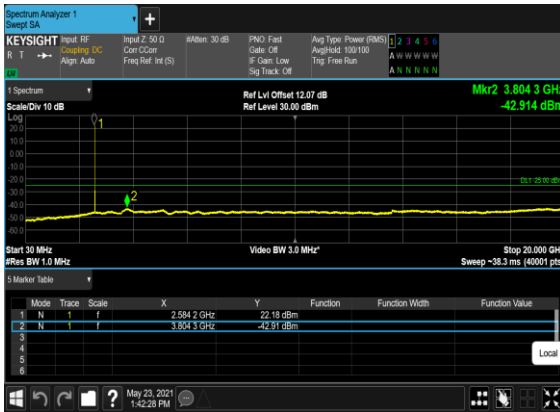 Spectrum Analyzer 1
Swept SA
KEYSIGHT
R T
Input: RF
Coupling: DC
Align: Auto
Input Z: 50 Ω
Corr CCorr
Freq Ref: Int (S)
#Atten: 30 dB
PNO: Fast
Gate: Off
IF Gain: Low
Sig Track: Off
Avg Type: Power (RMS)
Avg|Hold: 100/100
Trig: Free Run
1 2 3 4 5 6
A W W W W W
A N N N N N
1 Spectrum
Scale/Div 10 dB
Ref Lvl Offset 12.07 dB
Ref Level 30.00 dBm
Mkr2 3.804 3 GHz
-42.914 dBm
Log
20.0
10.0
0.00
-10.0
-20.0
-30.0
-40.0
-50.0
-60.0
1
2
DL1 -25.00 dBm
Start 30 MHz
#Res BW 1.0 MHz
Video BW 3.0 MHz*
Stop 20.000 GHz
Sweep ~38.3 ms (40001 pts)
5 Marker Table
Mode Trace Scale X Y Function Function Width Function Value
1 N 1 f 2.584 2 GHz 22.18 dBm
2 N 1 f 3.804 3 GHz -42.91 dBm
3
4
5
6
Local
May 23, 2021
1:42:28 PM